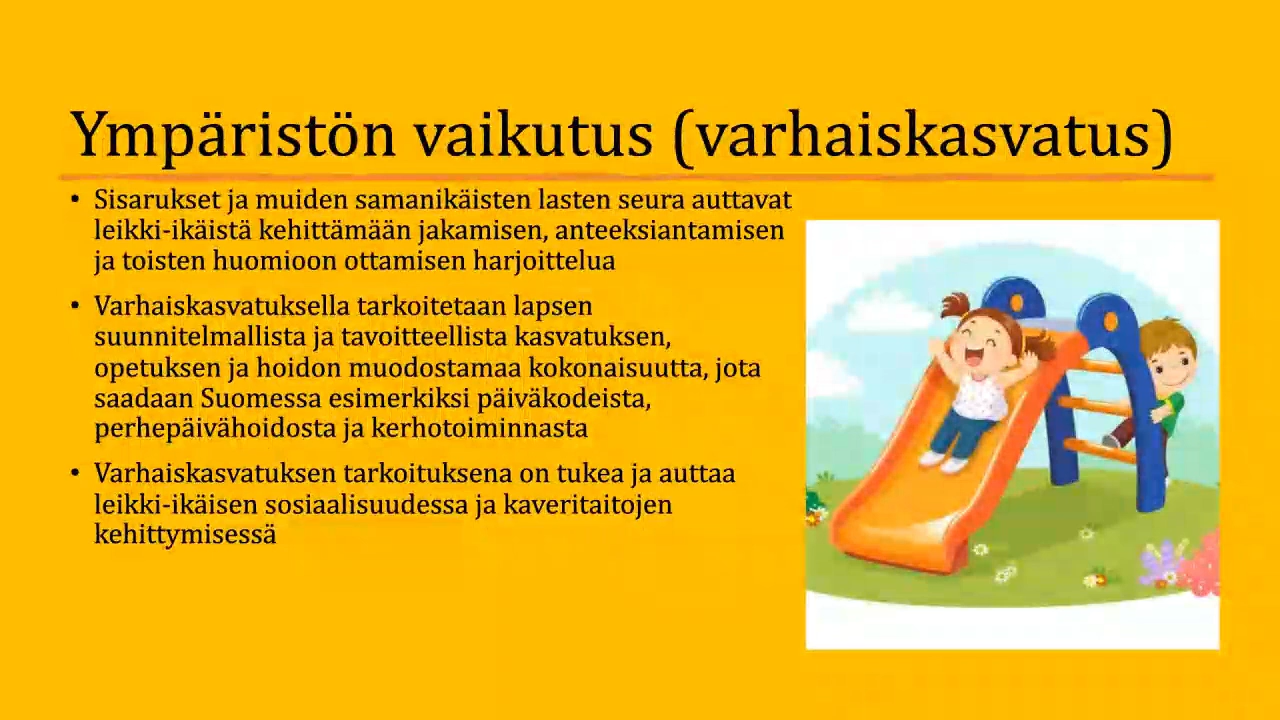 Ympäristön vaikutus (varhaiskasvatus)
• Sisarukset ja muiden samanikäisten lasten seura auttavat
leikki-ikäistä kehittämään jakamisen, anteeksiantamisen
ja toisten huomioon ottamisen harjoittelua
• Varhaiskasvatuksella tarkoitetaan lapsen
suunnitelmallista ja tavoitteellista kasvatuksen,
opetuksen ja hoidon muodostamaa kokonaisuutta, jota
saadaan Suomessa esimerkiksi päiväkodeista,
perhepäivähoidosta ja kerhotoiminnasta
• Varhaiskasvatuksen tarkoituksena on tukea ja auttaa
leikki-ikäisen sosiaalisuudessa ja kaveritaitojen
kehittymisessä